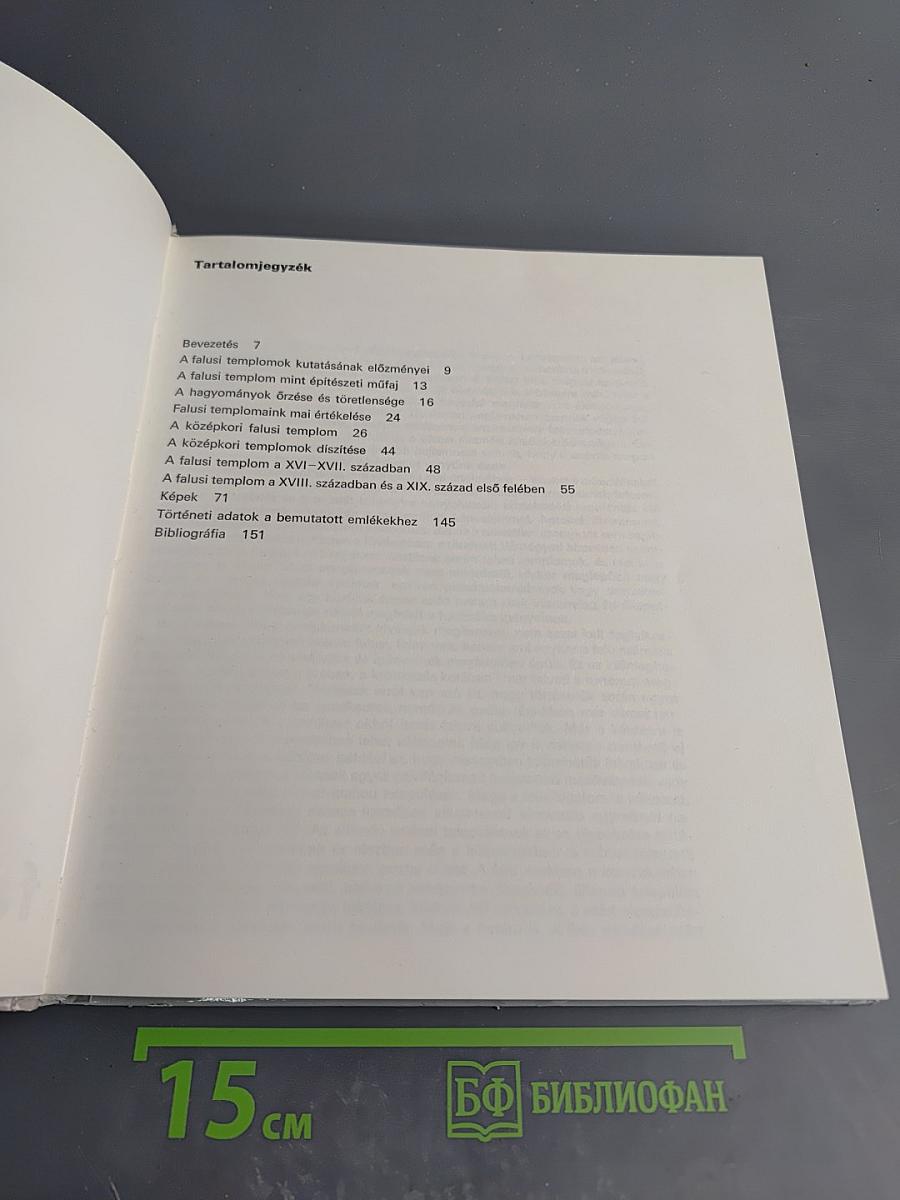 Tartalomjegyzék
Bevezetés 7
A falusi templomok kutatásának előzményei 9
A falusi templom mint építészeti műfaj 13
A hagyományok őrzése és töretlensége 16
Falusi templomaink mai értékelése 24
A középkori falusi templom 26
A középkori templomok díszítése 44
A falusi templom a XVI–XVII. században 48
A falusi templom a XVIII. században és a XIX. század első felében 55
Képek 71
Történeti adatok a bemutatott emlékekhez 145
Bibliográfia 151
15 см
БФ БИБЛИОФАН